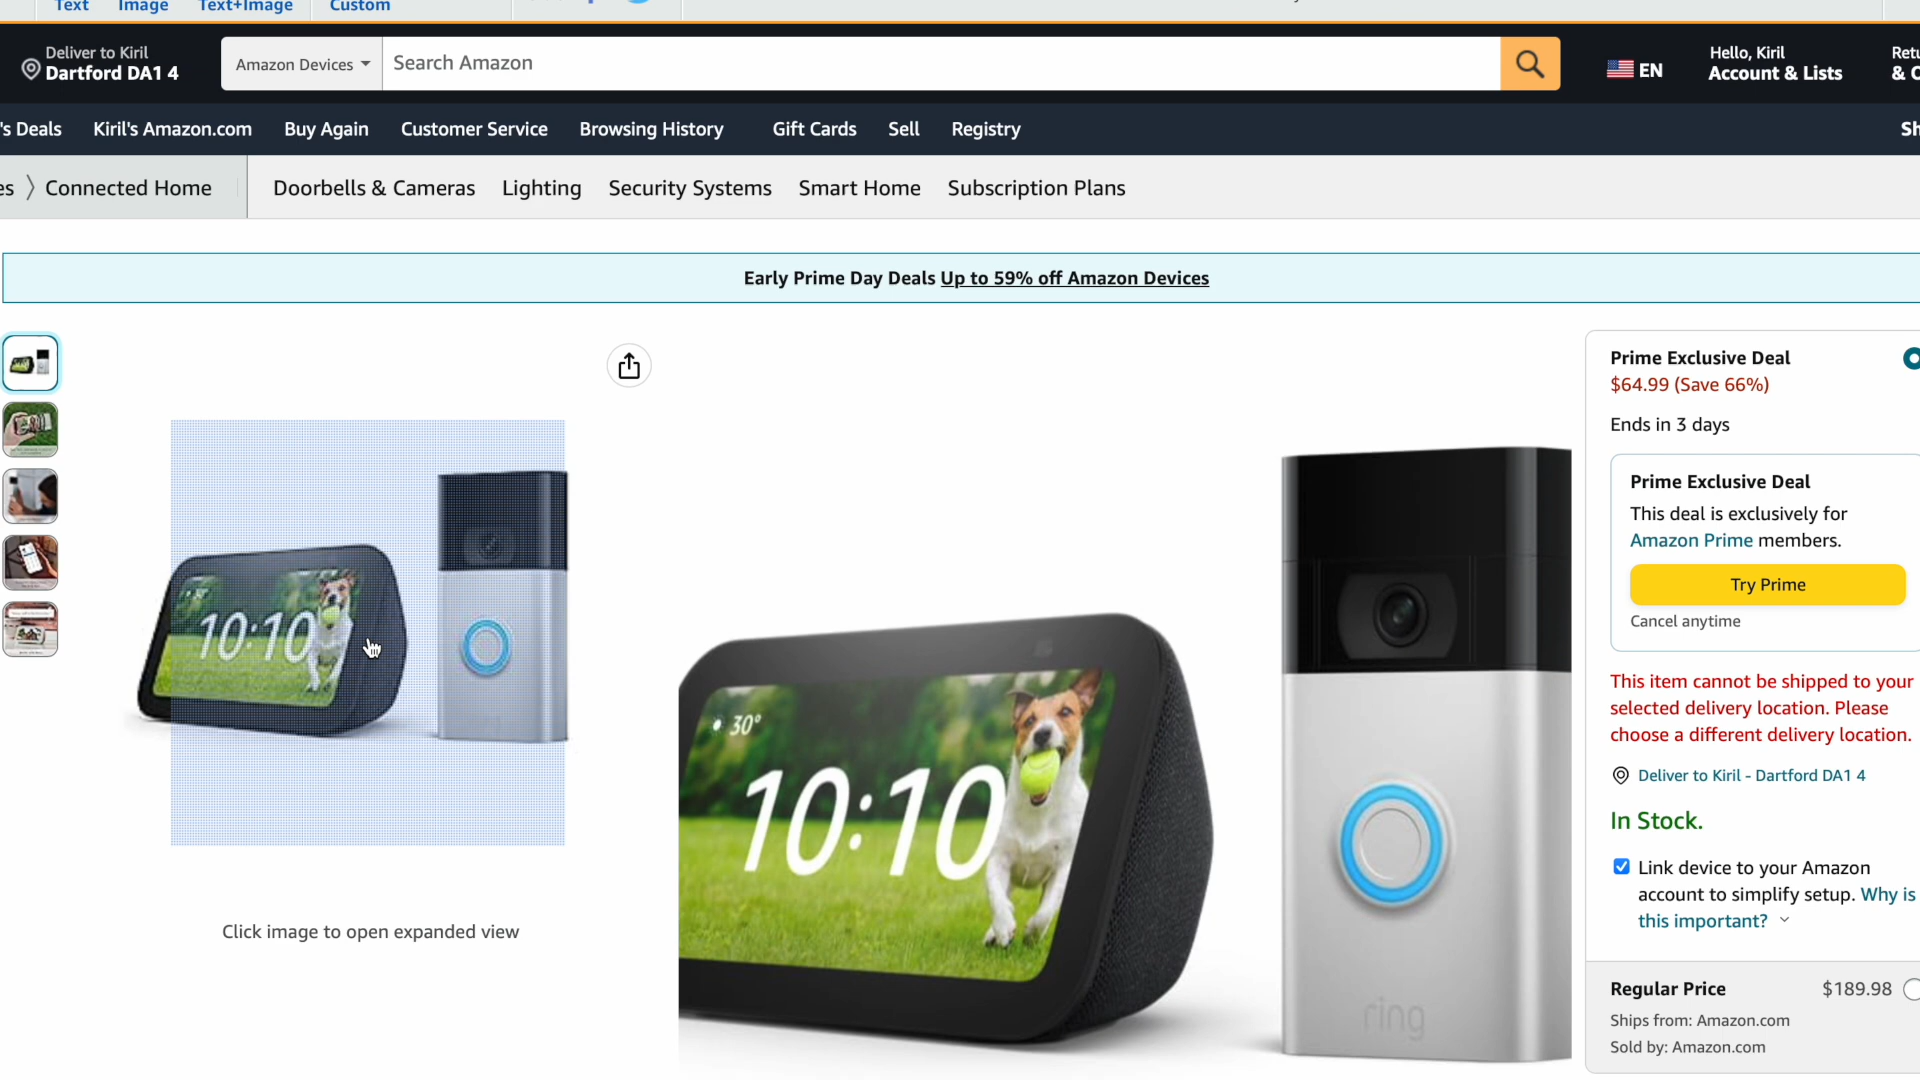 Text Image Text+Image Custom
Deliver to Kiril
Dartford DA1 4
Amazon Devices
Search Amazon
EN
Hello, Kiril
Account & Lists
Retu
& O
's Deals Kiril's Amazon.com Buy Again Customer Service Browsing History Gift Cards Sell Registry Sh
es Connected Home Doorbells & Cameras Lighting Security Systems Smart Home Subscription Plans
Early Prime Day Deals Up to 59% off Amazon Devices
10:10
Click image to open expanded view
30°
10:10
ring
Prime Exclusive Deal
$64.99 (Save 66%)
Ends in 3 days
Prime Exclusive Deal
This deal is exclusively for
Amazon Prime members.
Try Prime
Cancel anytime
This item cannot be shipped to your
selected delivery location. Please
choose a different delivery location.
Deliver to Kiril - Dartford DA1 4
In Stock.
Link device to your Amazon
account to simplify setup. Why is
this important?
Regular Price $189.98
Ships from: Amazon.com
Sold by: Amazon.com